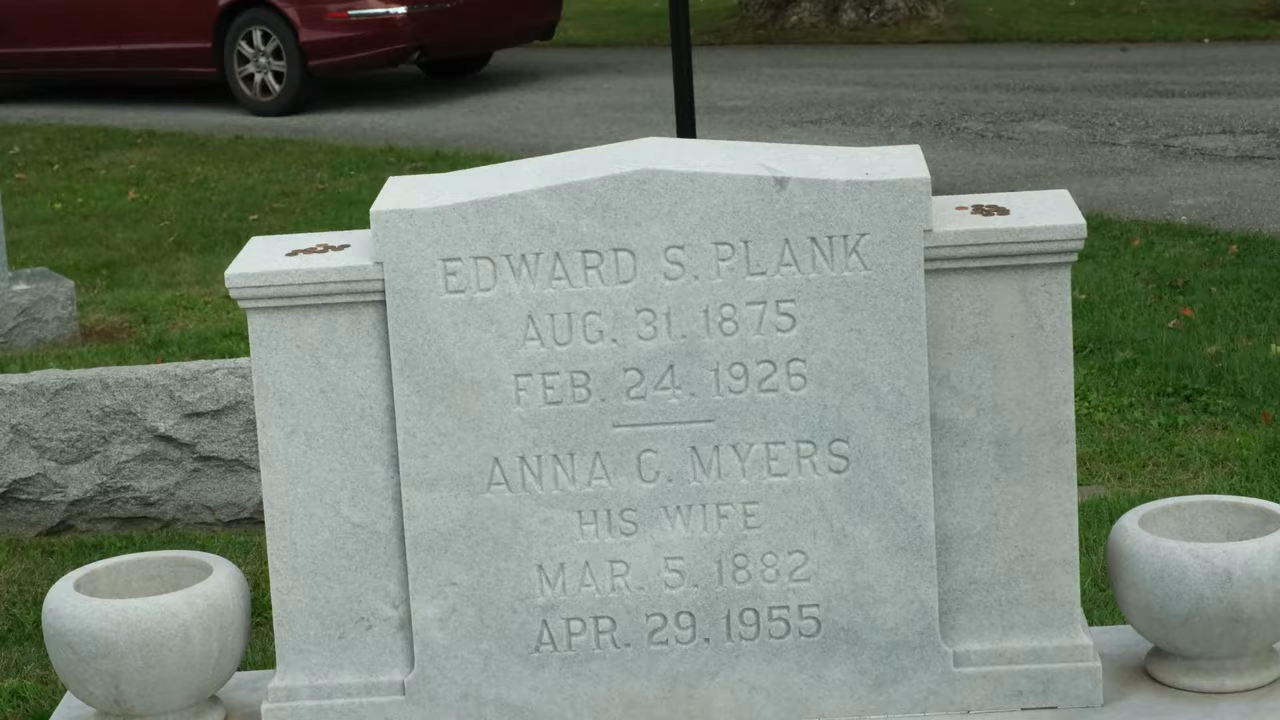 EDWARD S. PLANK
AUG. 31. 1875
FEB. 24. 1926
ANNA C. MYERS
HIS WIFE
MAR. 5. 1882
APR. 29. 1955